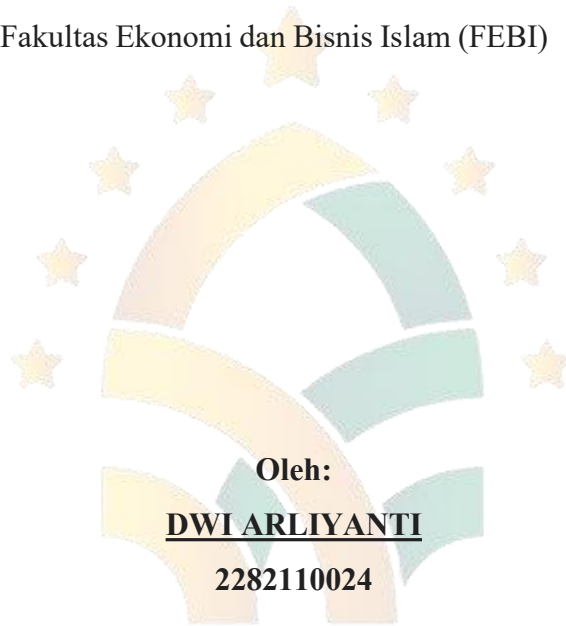 Fakultas Ekonomi dan Bisnis Islam (FEBI)
Oleh:
DWI ARLIYANTI
2282110024